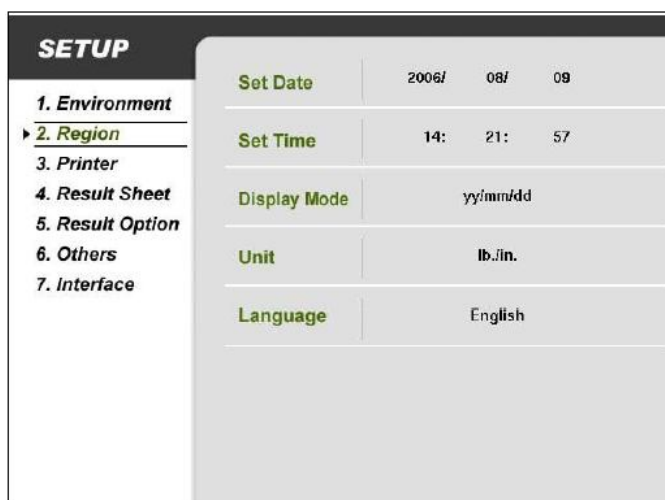 SETUP
1. Environment
2. Region
3. Printer
4. Result Sheet
5. Result Option
6. Others
7. Interface
Set Date 2006/ 08/ 09
Set Time 14: 21: 57
Display Mode yy/mm/dd
Unit lb./in.
Language English